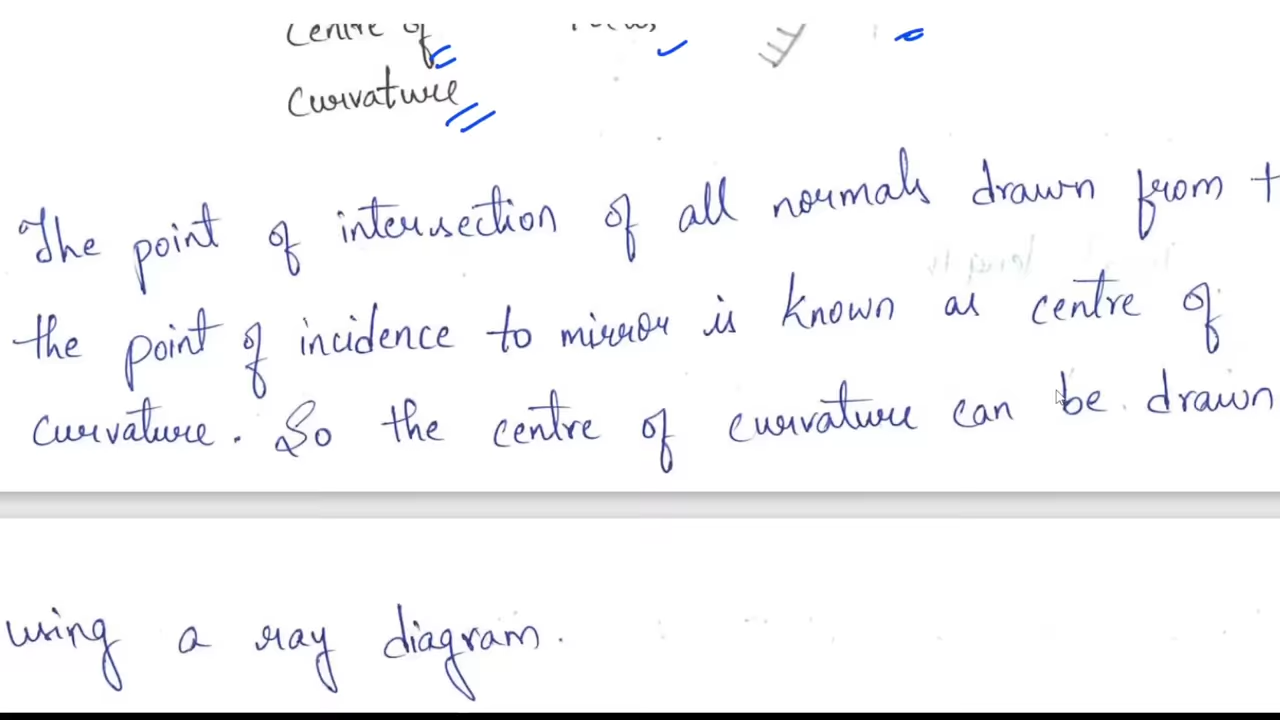 Centre of
Curvature
The point of intersection of all normals drawn from t
the point of incidence to mirror is known as centre of
curvature. So the centre of curvature can be drawn
using a ray diagram.